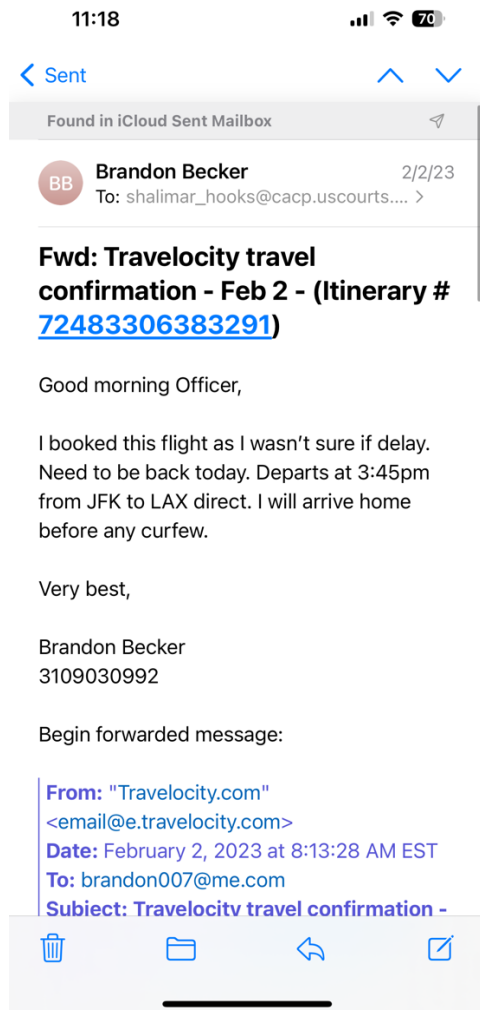 11:18
70
Sent
Found in iCloud Sent Mailbox
BB
Brandon Becker
2/2/23
To: shalimar_hooks@cacp.uscourts....
Fwd: Travelocity travel
confirmation - Feb 2 - (Itinerary #
72483306383291)
Good morning Officer,
I booked this flight as I wasn't sure if delay.
Need to be back today. Departs at 3:45pm
from JFK to LAX direct. I will arrive home
before any curfew.
Very best,
Brandon Becker
3109030992
Begin forwarded message:
From: "Travelocity.com"
<email@e.travelocity.com>
Date: February 2, 2023 at 8:13:28 AM EST
To: brandon007@me.com
Subject: Travelocity travel confirmation -